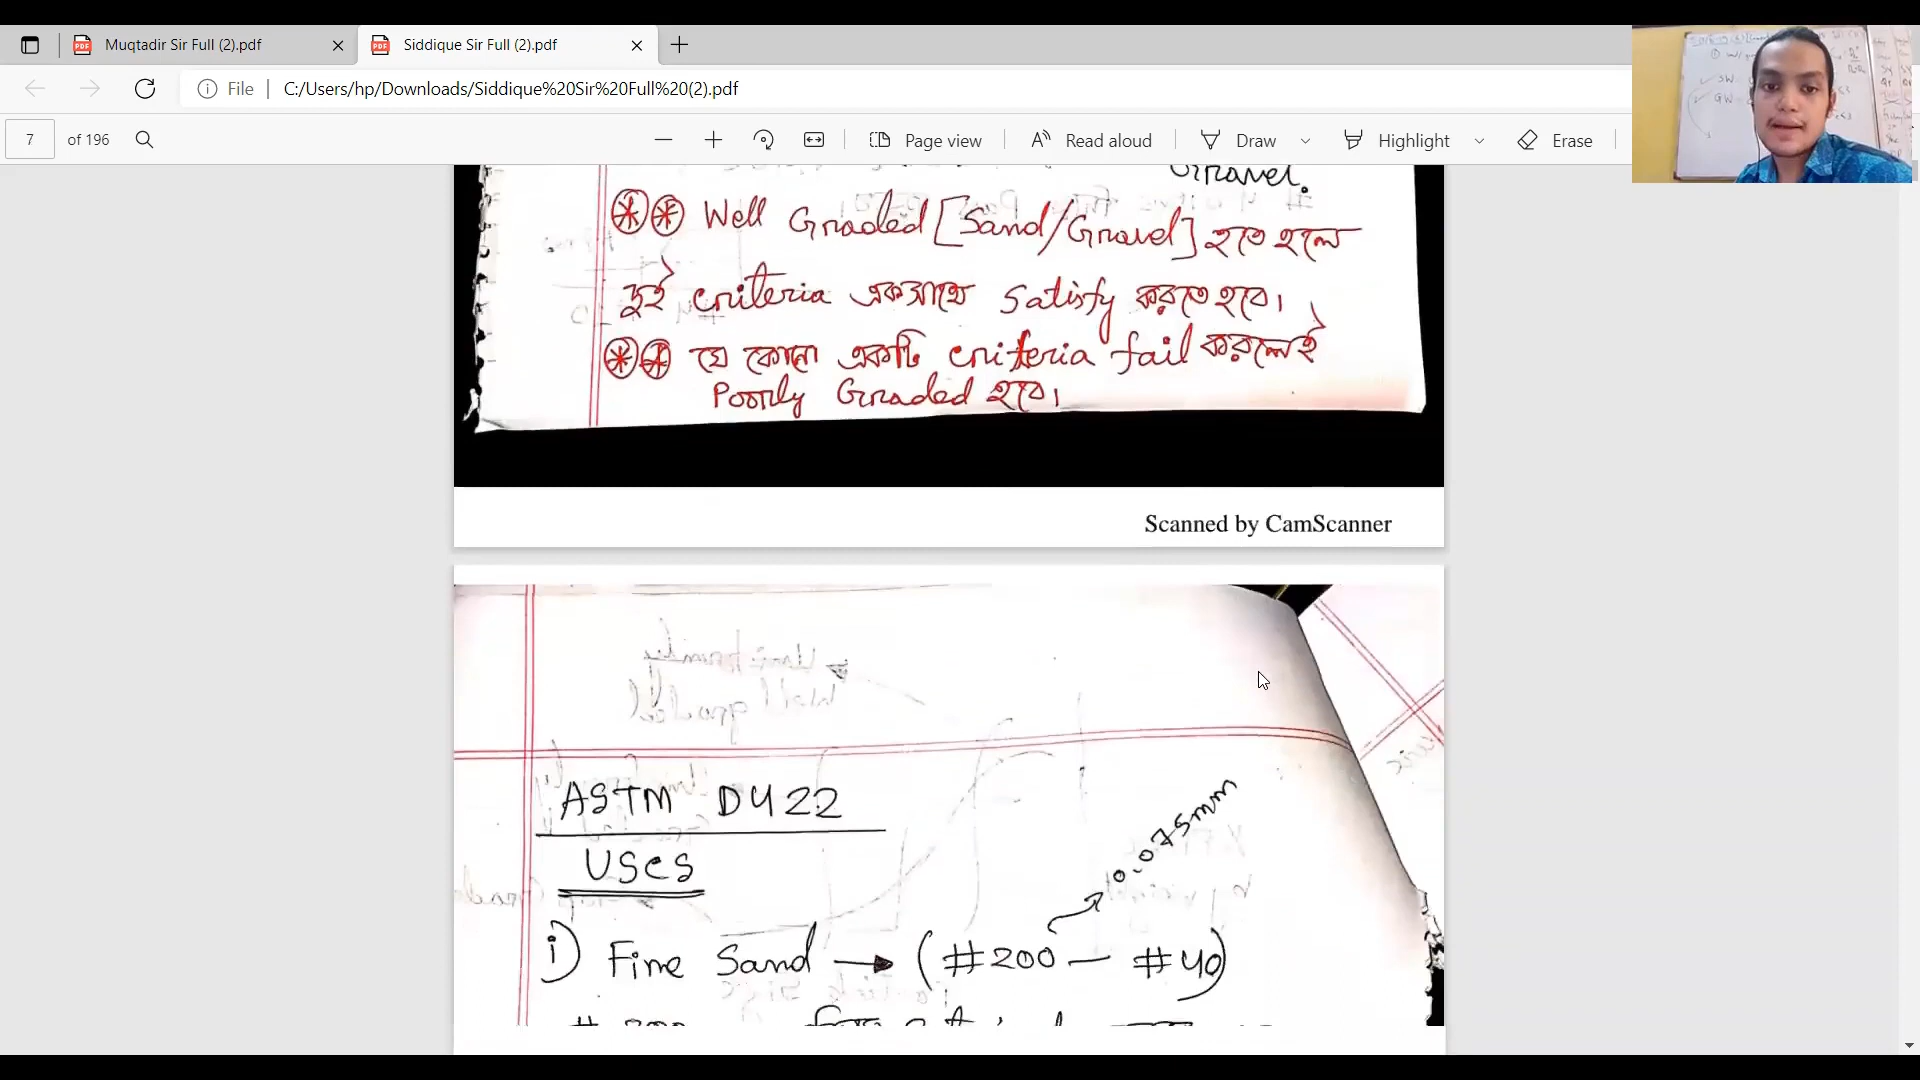 Muqtadir Sir Full (2).pdf
Siddique Sir Full (2).pdf
File
C:/Users/hp/Downloads/Siddique%20Sir%20Full%20(2).pdf
7 of 196
Page view
Read aloud
Draw
Highlight
Erase
Gravel.
Well Graded [Sand/Gravel] হতে হলে
দুই criteria একসাথে satisfy করতে হবে।
যে কোনো একটি criteria fail করলেই
Poorly Graded হবে।
Scanned by CamScanner
ASTM D422
USCS
0.075mm
i) Fine Sand → (#200 — #40)